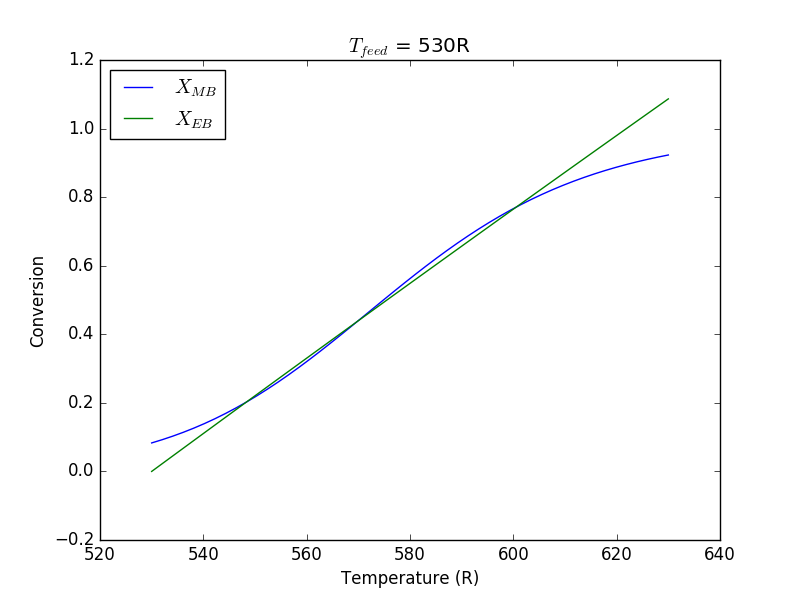 T_feed = 530R
1.2
X_MB
X_EB
1.0
0.8
0.6
0.4
0.2
0.0
−0.2
Conversion
520 540 560 580 600 620 640
Temperature (R)